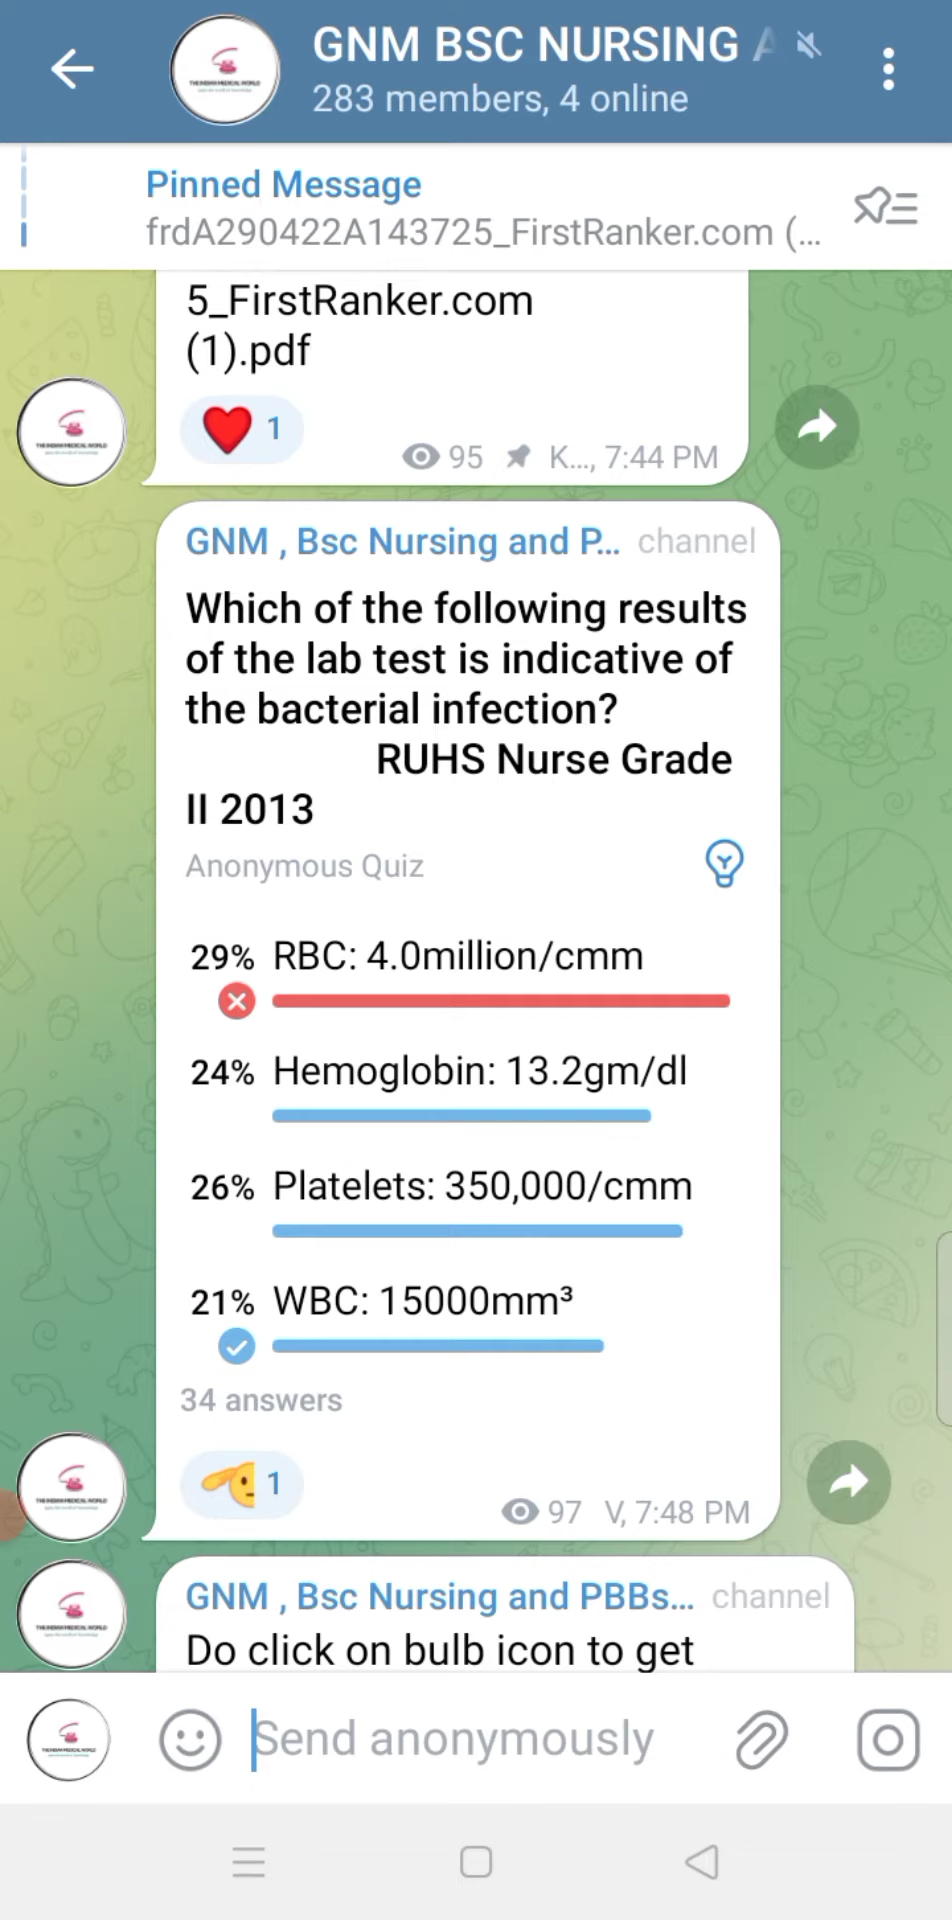 GNM BSC NURSING A
283 members, 4 online
Pinned Message
frdA290422A143725_FirstRanker.com (...
5_FirstRanker.com
(1).pdf
1
95 K..., 7:44 PM
GNM , Bsc Nursing and P... channel
Which of the following results
of the lab test is indicative of
the bacterial infection?
RUHS Nurse Grade
II 2013
Anonymous Quiz
29% RBC: 4.0million/cmm
24% Hemoglobin: 13.2gm/dl
26% Platelets: 350,000/cmm
21% WBC: 15000mm³
34 answers
1
97 V, 7:48 PM
GNM , Bsc Nursing and PBBs... channel
Do click on bulb icon to get
Send anonymously